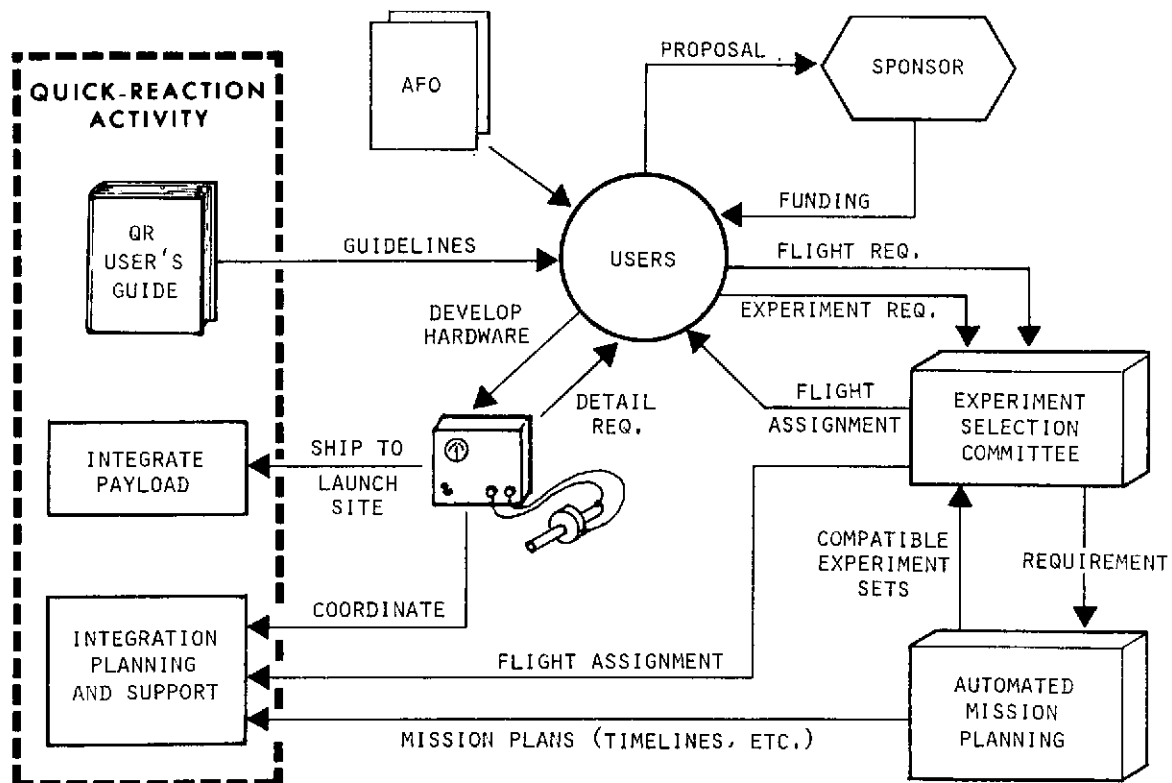 QUICK-REACTION
ACTIVITY
AFO
PROPOSAL
SPONSOR
FUNDING
QR
USER'S
GUIDE
GUIDELINES
USERS
FLIGHT REQ.
EXPERIMENT REQ.
DEVELOP
HARDWARE
DETAIL
REQ.
FLIGHT
ASSIGNMENT
EXPERIMENT
SELECTION
COMMITTEE
INTEGRATE
PAYLOAD
SHIP TO
LAUNCH
SITE
COMPATIBLE
EXPERIMENT
SETS
REQUIREMENT
COORDINATE
INTEGRATION
PLANNING
AND SUPPORT
FLIGHT ASSIGNMENT
AUTOMATED
MISSION
PLANNING
MISSION PLANS (TIMELINES, ETC.)